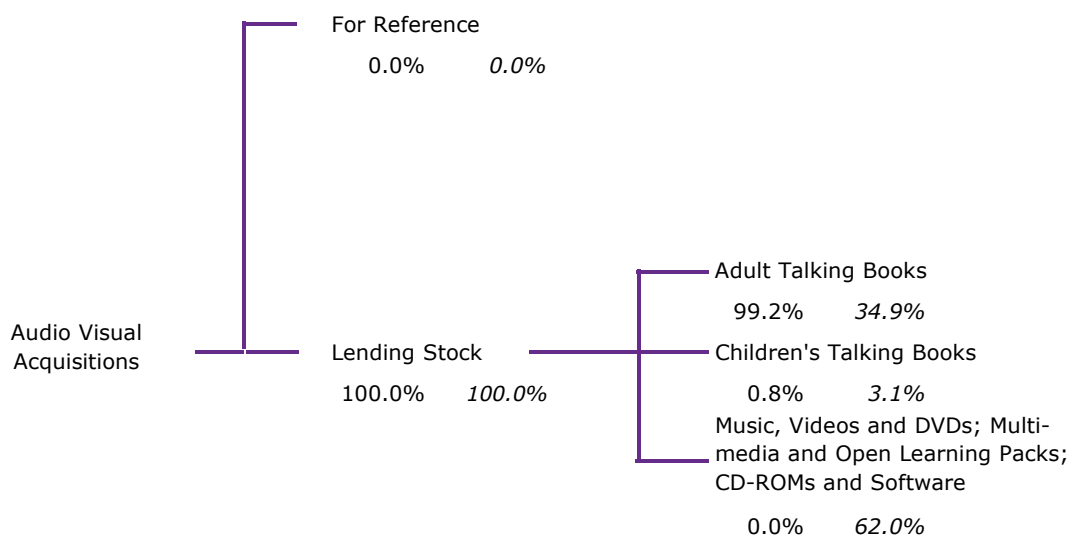 For Reference
0.0% 0.0%
Audio Visual
Acquisitions
Lending Stock
100.0% 100.0%
Adult Talking Books
99.2% 34.9%
Children's Talking Books
0.8% 3.1%
Music, Videos and DVDs; Multi-
media and Open Learning Packs;
CD-ROMs and Software
0.0% 62.0%